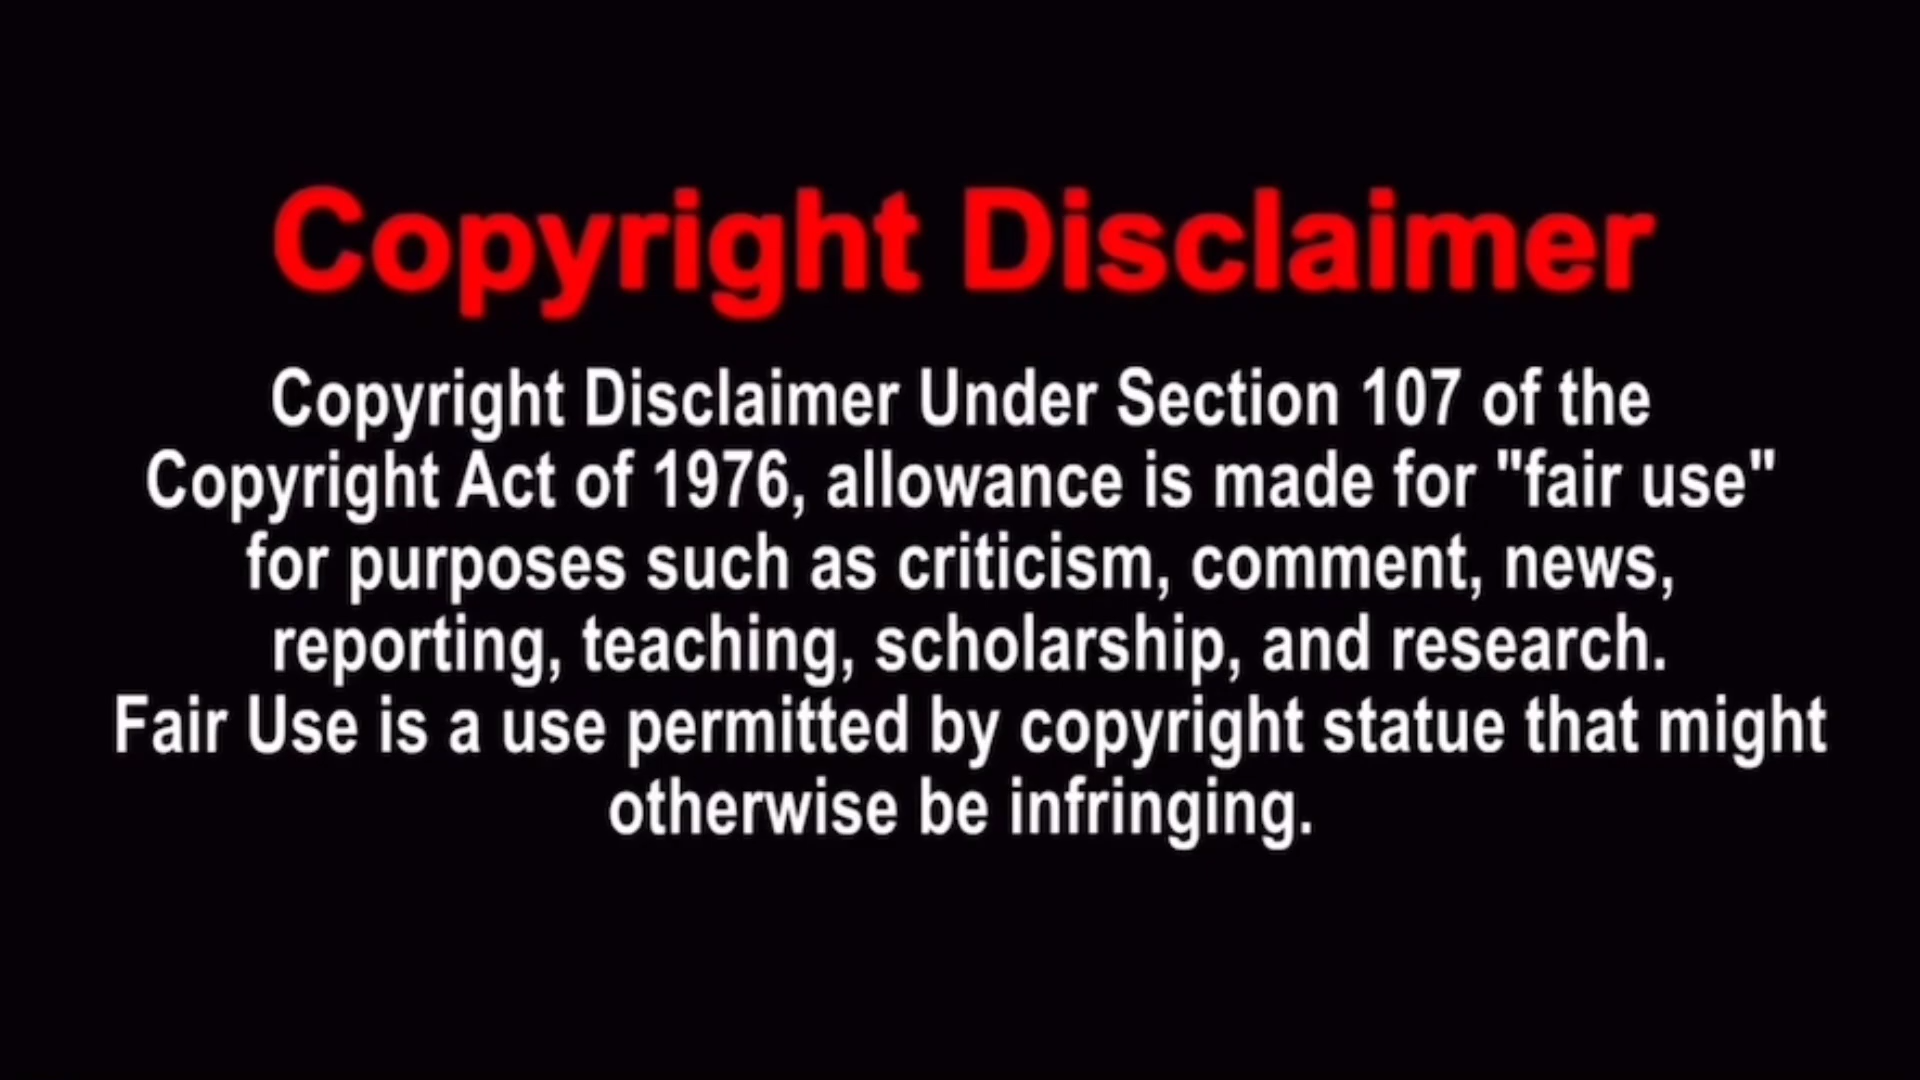 Copyright Disclaimer
Copyright Disclaimer Under Section 107 of the
Copyright Act of 1976, allowance is made for "fair use"
for purposes such as criticism, comment, news,
reporting, teaching, scholarship, and research.
Fair Use is a use permitted by copyright statue that might
otherwise be infringing.